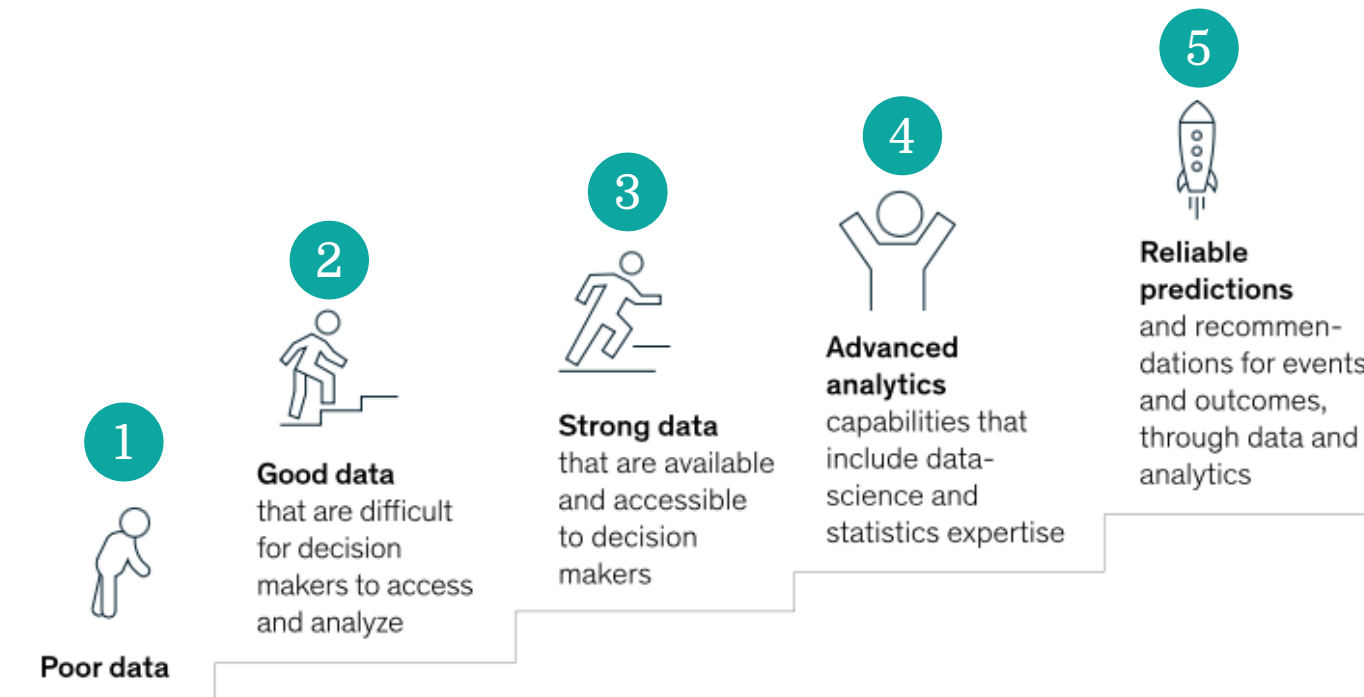 1
Poor data
2
Good data
that are difficult
for decision
makers to access
and analyze
3
Strong data
that are available
and accessible
to decision
makers
4
Advanced
analytics
capabilities that
include data-
science and
statistics expertise
5
Reliable
predictions
and recommen-
dations for events
and outcomes,
through data and
analytics